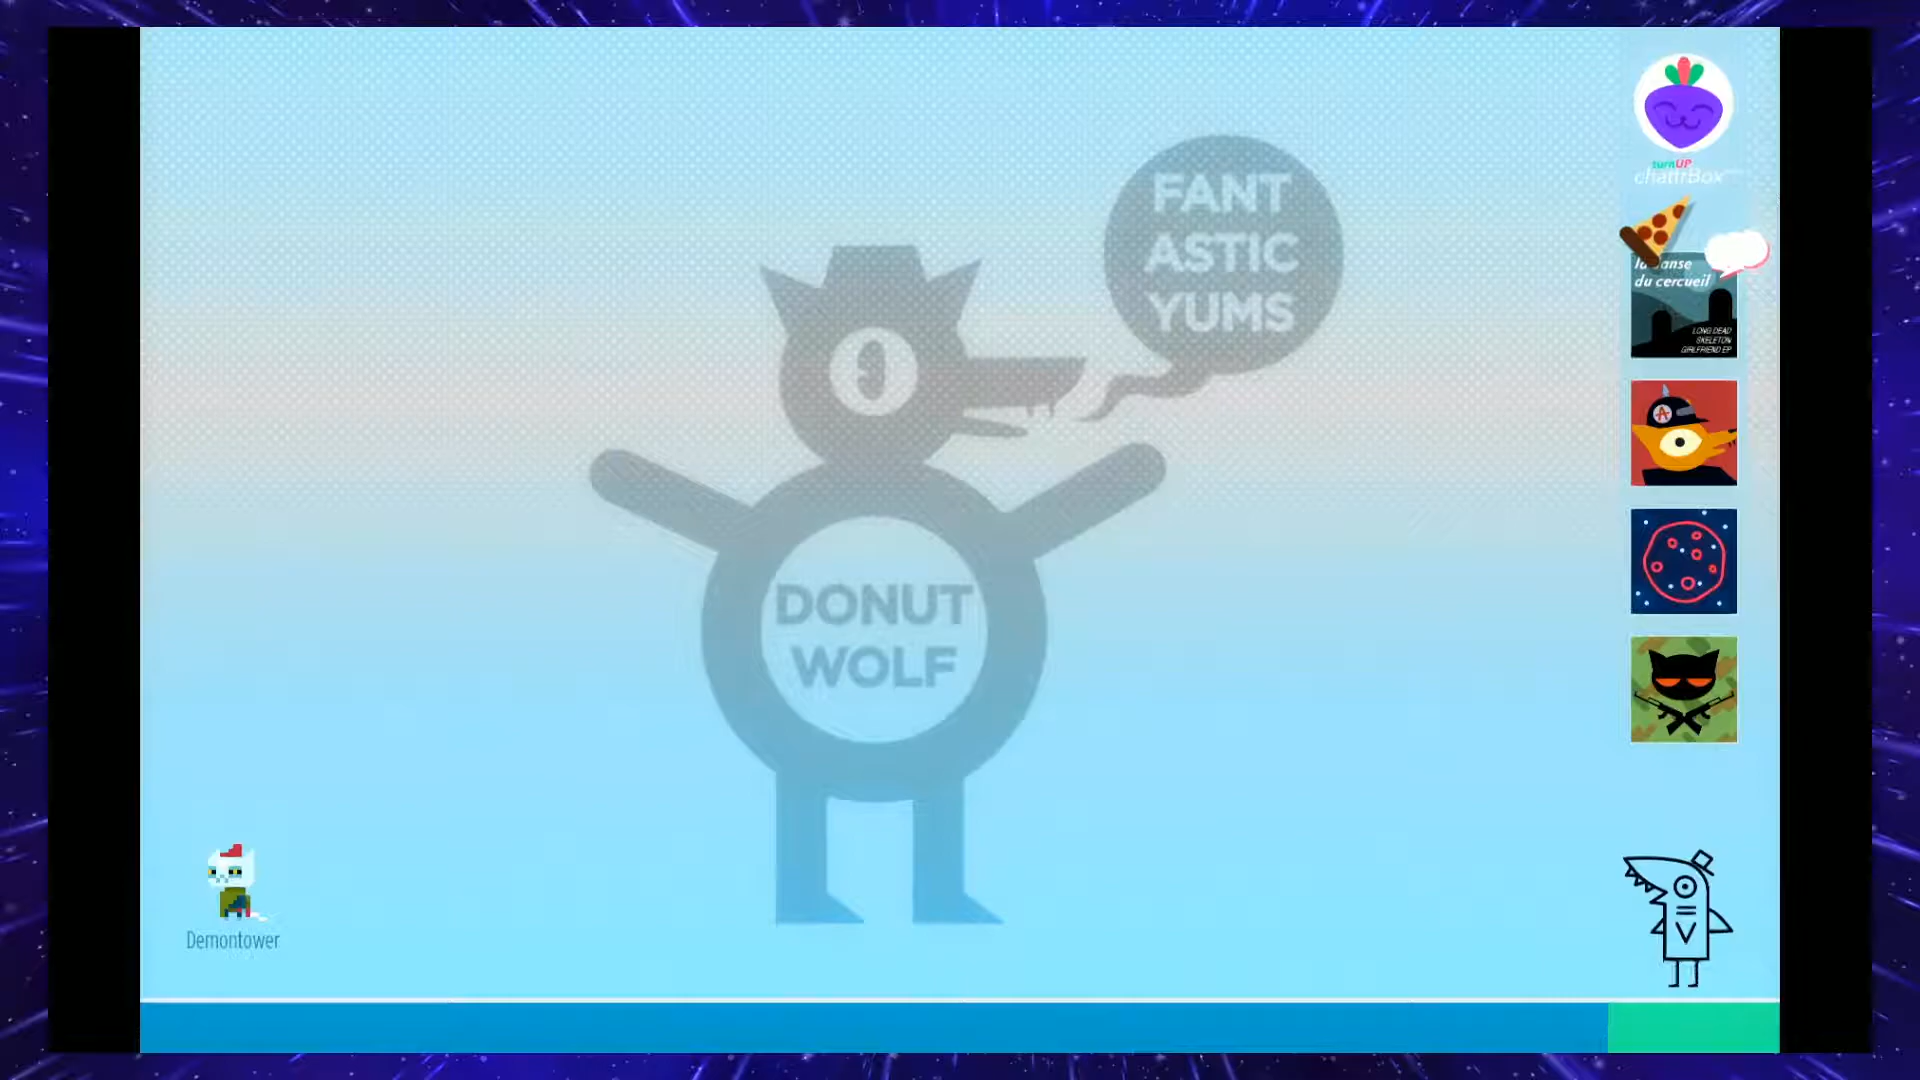 FANT
ASTIC
YUMS
DONUT
WOLF
turnUP
chattrBox
la danse
du cercueil
LONG DEAD
SKELETON
GIRLFRIEND EP
A
Demontower